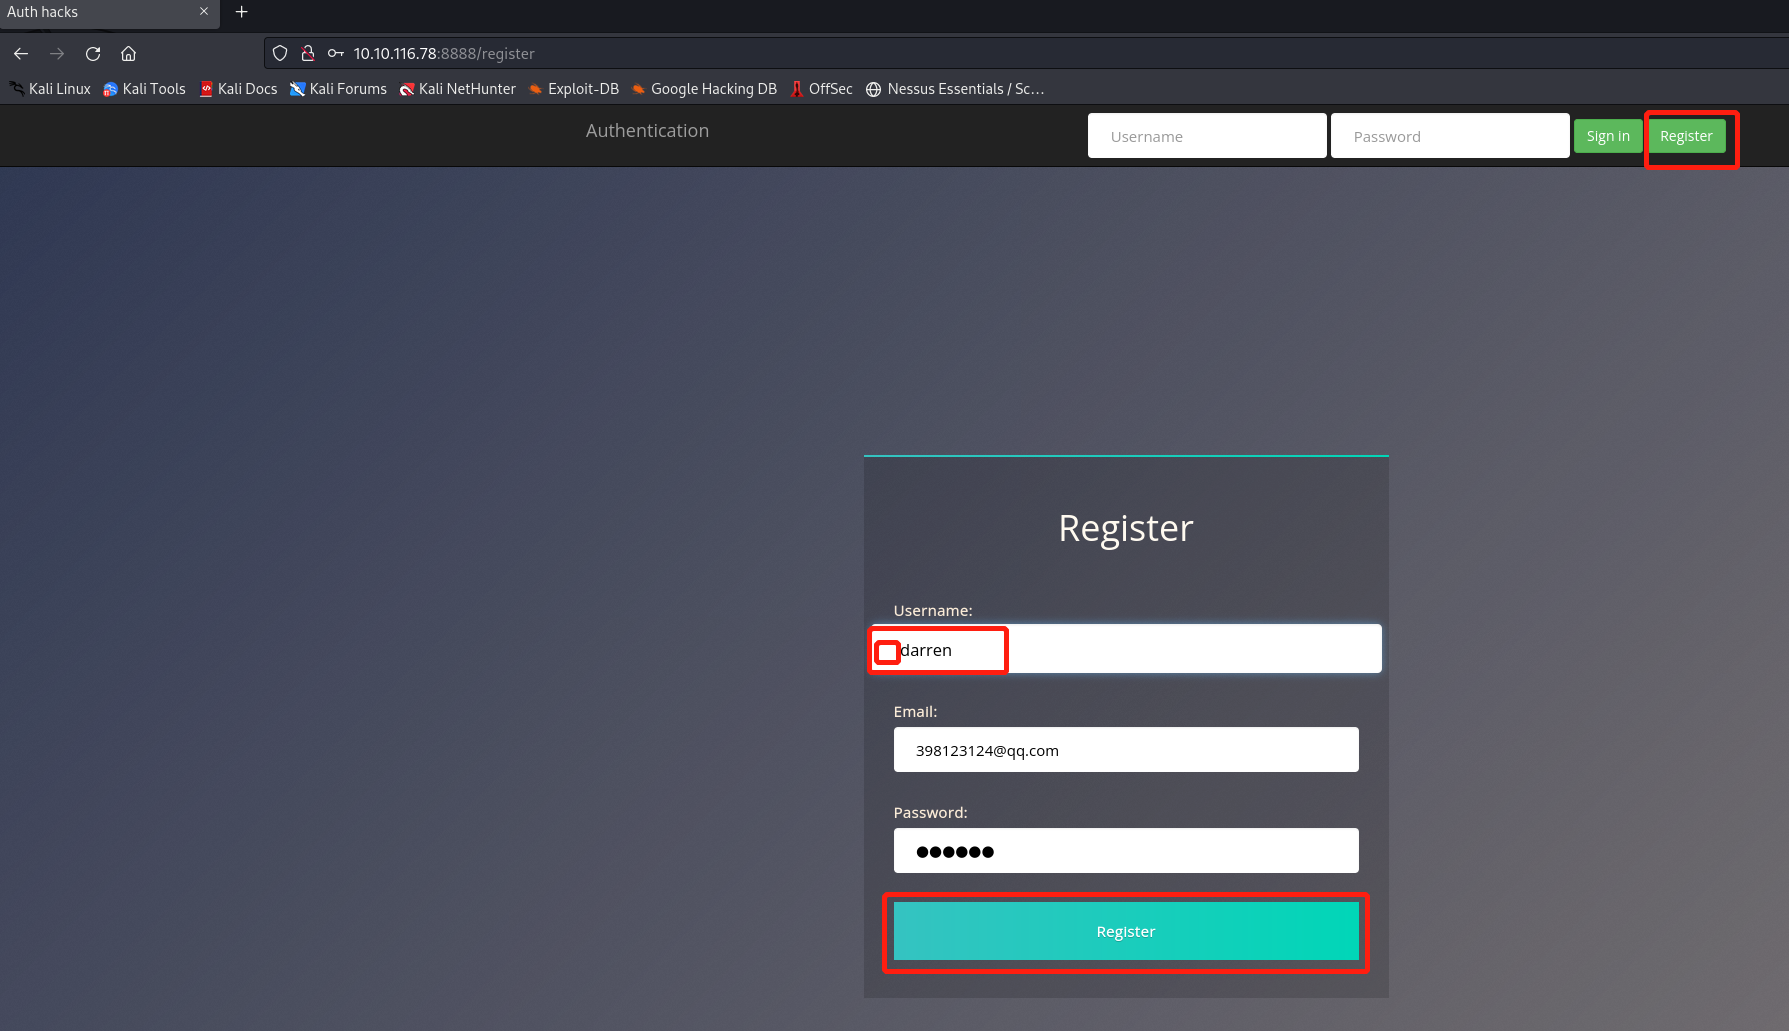 Auth hacks
10.10.116.78:8888/register
Kali Linux Kali Tools Kali Docs Kali Forums Kali NetHunter Exploit-DB Google Hacking DB OffSec Nessus Essentials / Sc...
Authentication Username Password Sign in Register
Register
Username:
darren
Email:
398123124@qq.com
Password:
●●●●●●
Register